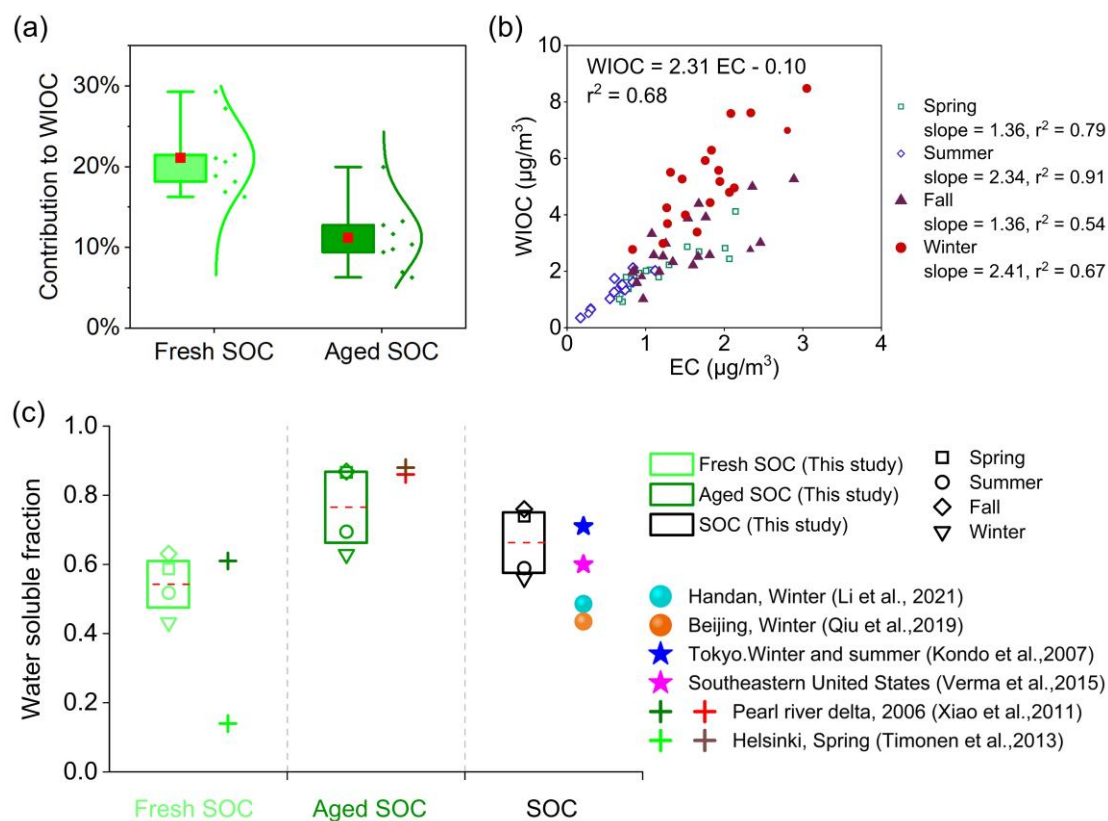 (a)
Contribution to WIOC
30%
20%
10%
0%
Fresh SOC
Aged SOC
(b)
WIOC (μg/m³)
10
8
6
4
2
0
WIOC = 2.31 EC - 0.10
r² = 0.68
0
1
2
3
4
EC (μg/m³)
Spring
slope = 1.36, r² = 0.79
Summer
slope = 2.34, r² = 0.91
Fall
slope = 1.36, r² = 0.54
Winter
slope = 2.41, r² = 0.67
(c)
Water soluble fraction
1.0
0.8
0.6
0.4
0.2
0.0
Fresh SOC
Aged SOC
SOC
Fresh SOC (This study)
Aged SOC (This study)
SOC (This study)
Spring
Summer
Fall
Winter
Handan, Winter (Li et al., 2021)
Beijing, Winter (Qiu et al.,2019)
Tokyo.Winter and summer (Kondo et al.,2007)
Southeastern United States (Verma et al.,2015)
Pearl river delta, 2006 (Xiao et al.,2011)
Helsinki, Spring (Timonen et al.,2013)